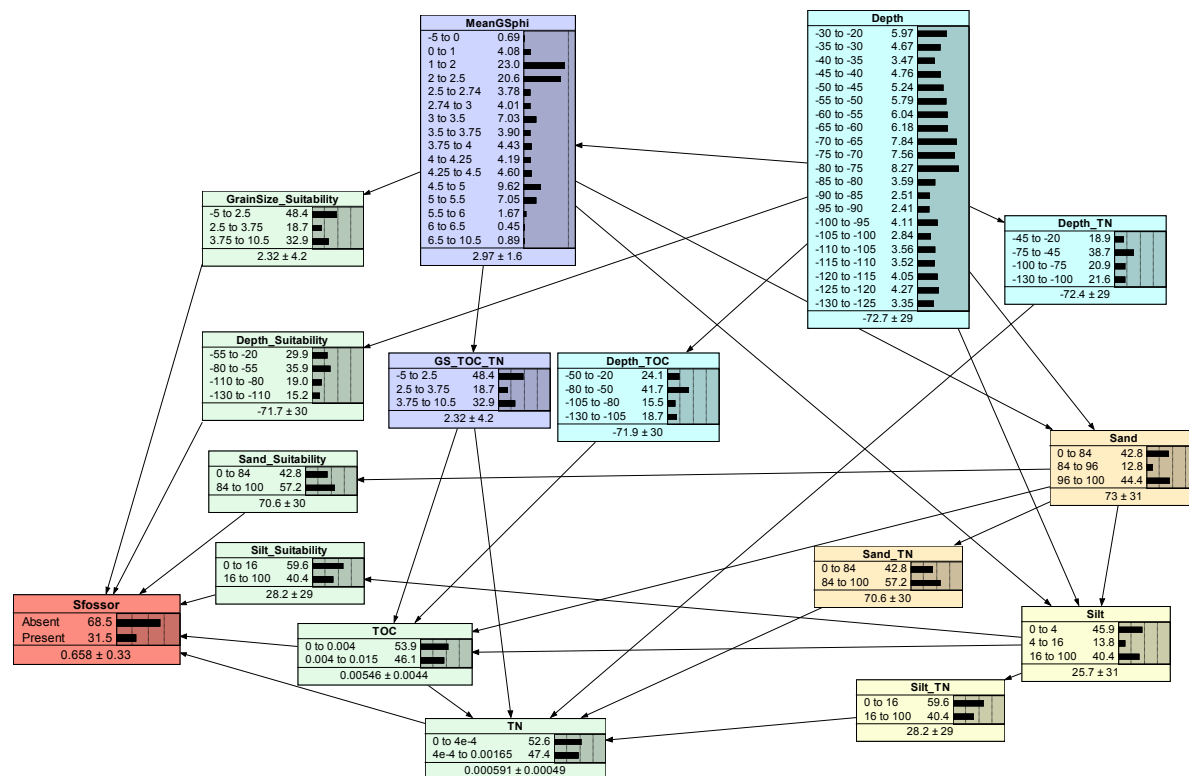 MeanGSphi
-5 to 0 0.69
0 to 1 4.08
1 to 2 23.0
2 to 2.5 20.6
2.5 to 2.74 3.78
2.74 to 3 4.01
3 to 3.5 7.03
3.5 to 3.75 3.90
3.75 to 4 4.43
4 to 4.25 4.19
4.25 to 4.5 4.60
4.5 to 5 9.62
5 to 5.5 7.05
5.5 to 6 1.67
6 to 6.5 0.45
6.5 to 10.5 0.89
2.97 ± 1.6
Depth
-30 to -20 5.97
-35 to -30 4.67
-40 to -35 3.47
-45 to -40 4.76
-50 to -45 5.24
-55 to -50 5.79
-60 to -55 6.04
-65 to -60 6.18
-70 to -65 7.84
-75 to -70 7.56
-80 to -75 8.27
-85 to -80 3.59
-90 to -85 2.51
-95 to -90 2.41
-100 to -95 4.11
-105 to -100 2.84
-110 to -105 3.56
-115 to -110 3.52
-120 to -115 4.05
-125 to -120 4.27
-130 to -125 3.35
-72.7 ± 29
GrainSize_Suitability
-5 to 2.5 48.4
2.5 to 3.75 18.7
3.75 to 10.5 32.9
2.32 ± 4.2
Depth_TN
-45 to -20 18.9
-75 to -45 38.7
-100 to -75 20.9
-130 to -100 21.6
-72.4 ± 29
Depth_Suitability
-55 to -20 29.9
-80 to -55 35.9
-110 to -80 19.0
-130 to -110 15.2
-71.7 ± 30
GS_TOC_TN
-5 to 2.5 48.4
2.5 to 3.75 18.7
3.75 to 10.5 32.9
2.32 ± 4.2
Depth_TOC
-50 to -20 24.1
-80 to -50 41.7
-105 to -80 15.5
-130 to -105 18.7
-71.9 ± 30
Sand
0 to 84 42.8
84 to 96 12.8
96 to 100 44.4
73 ± 31
Sand_Suitability
0 to 84 42.8
84 to 100 57.2
70.6 ± 30
Silt_Suitability
0 to 16 59.6
16 to 100 40.4
28.2 ± 29
Sand_TN
0 to 84 42.8
84 to 100 57.2
70.6 ± 30
Sfossor
Absent 68.5
Present 31.5
0.658 ± 0.33
TOC
0 to 0.004 53.9
0.004 to 0.015 46.1
0.00546 ± 0.0044
Silt
0 to 4 45.9
4 to 16 13.8
16 to 100 40.4
25.7 ± 31
Silt_TN
0 to 16 59.6
16 to 100 40.4
28.2 ± 29
TN
0 to 4e-4 52.6
4e-4 to 0.00165 47.4
0.000591 ± 0.00049